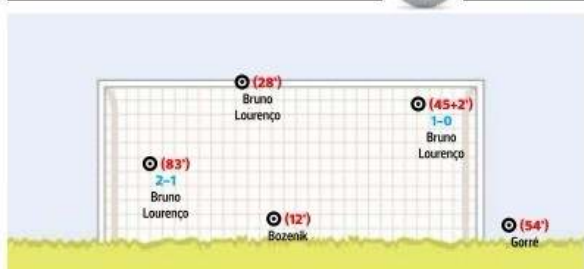 (28')
Bruno
Lourenço
(45+2')
1–0
Bruno
Lourenço
(83')
2–1
Bruno
Lourenço
(12')
Bozenik
(54')
Gorré